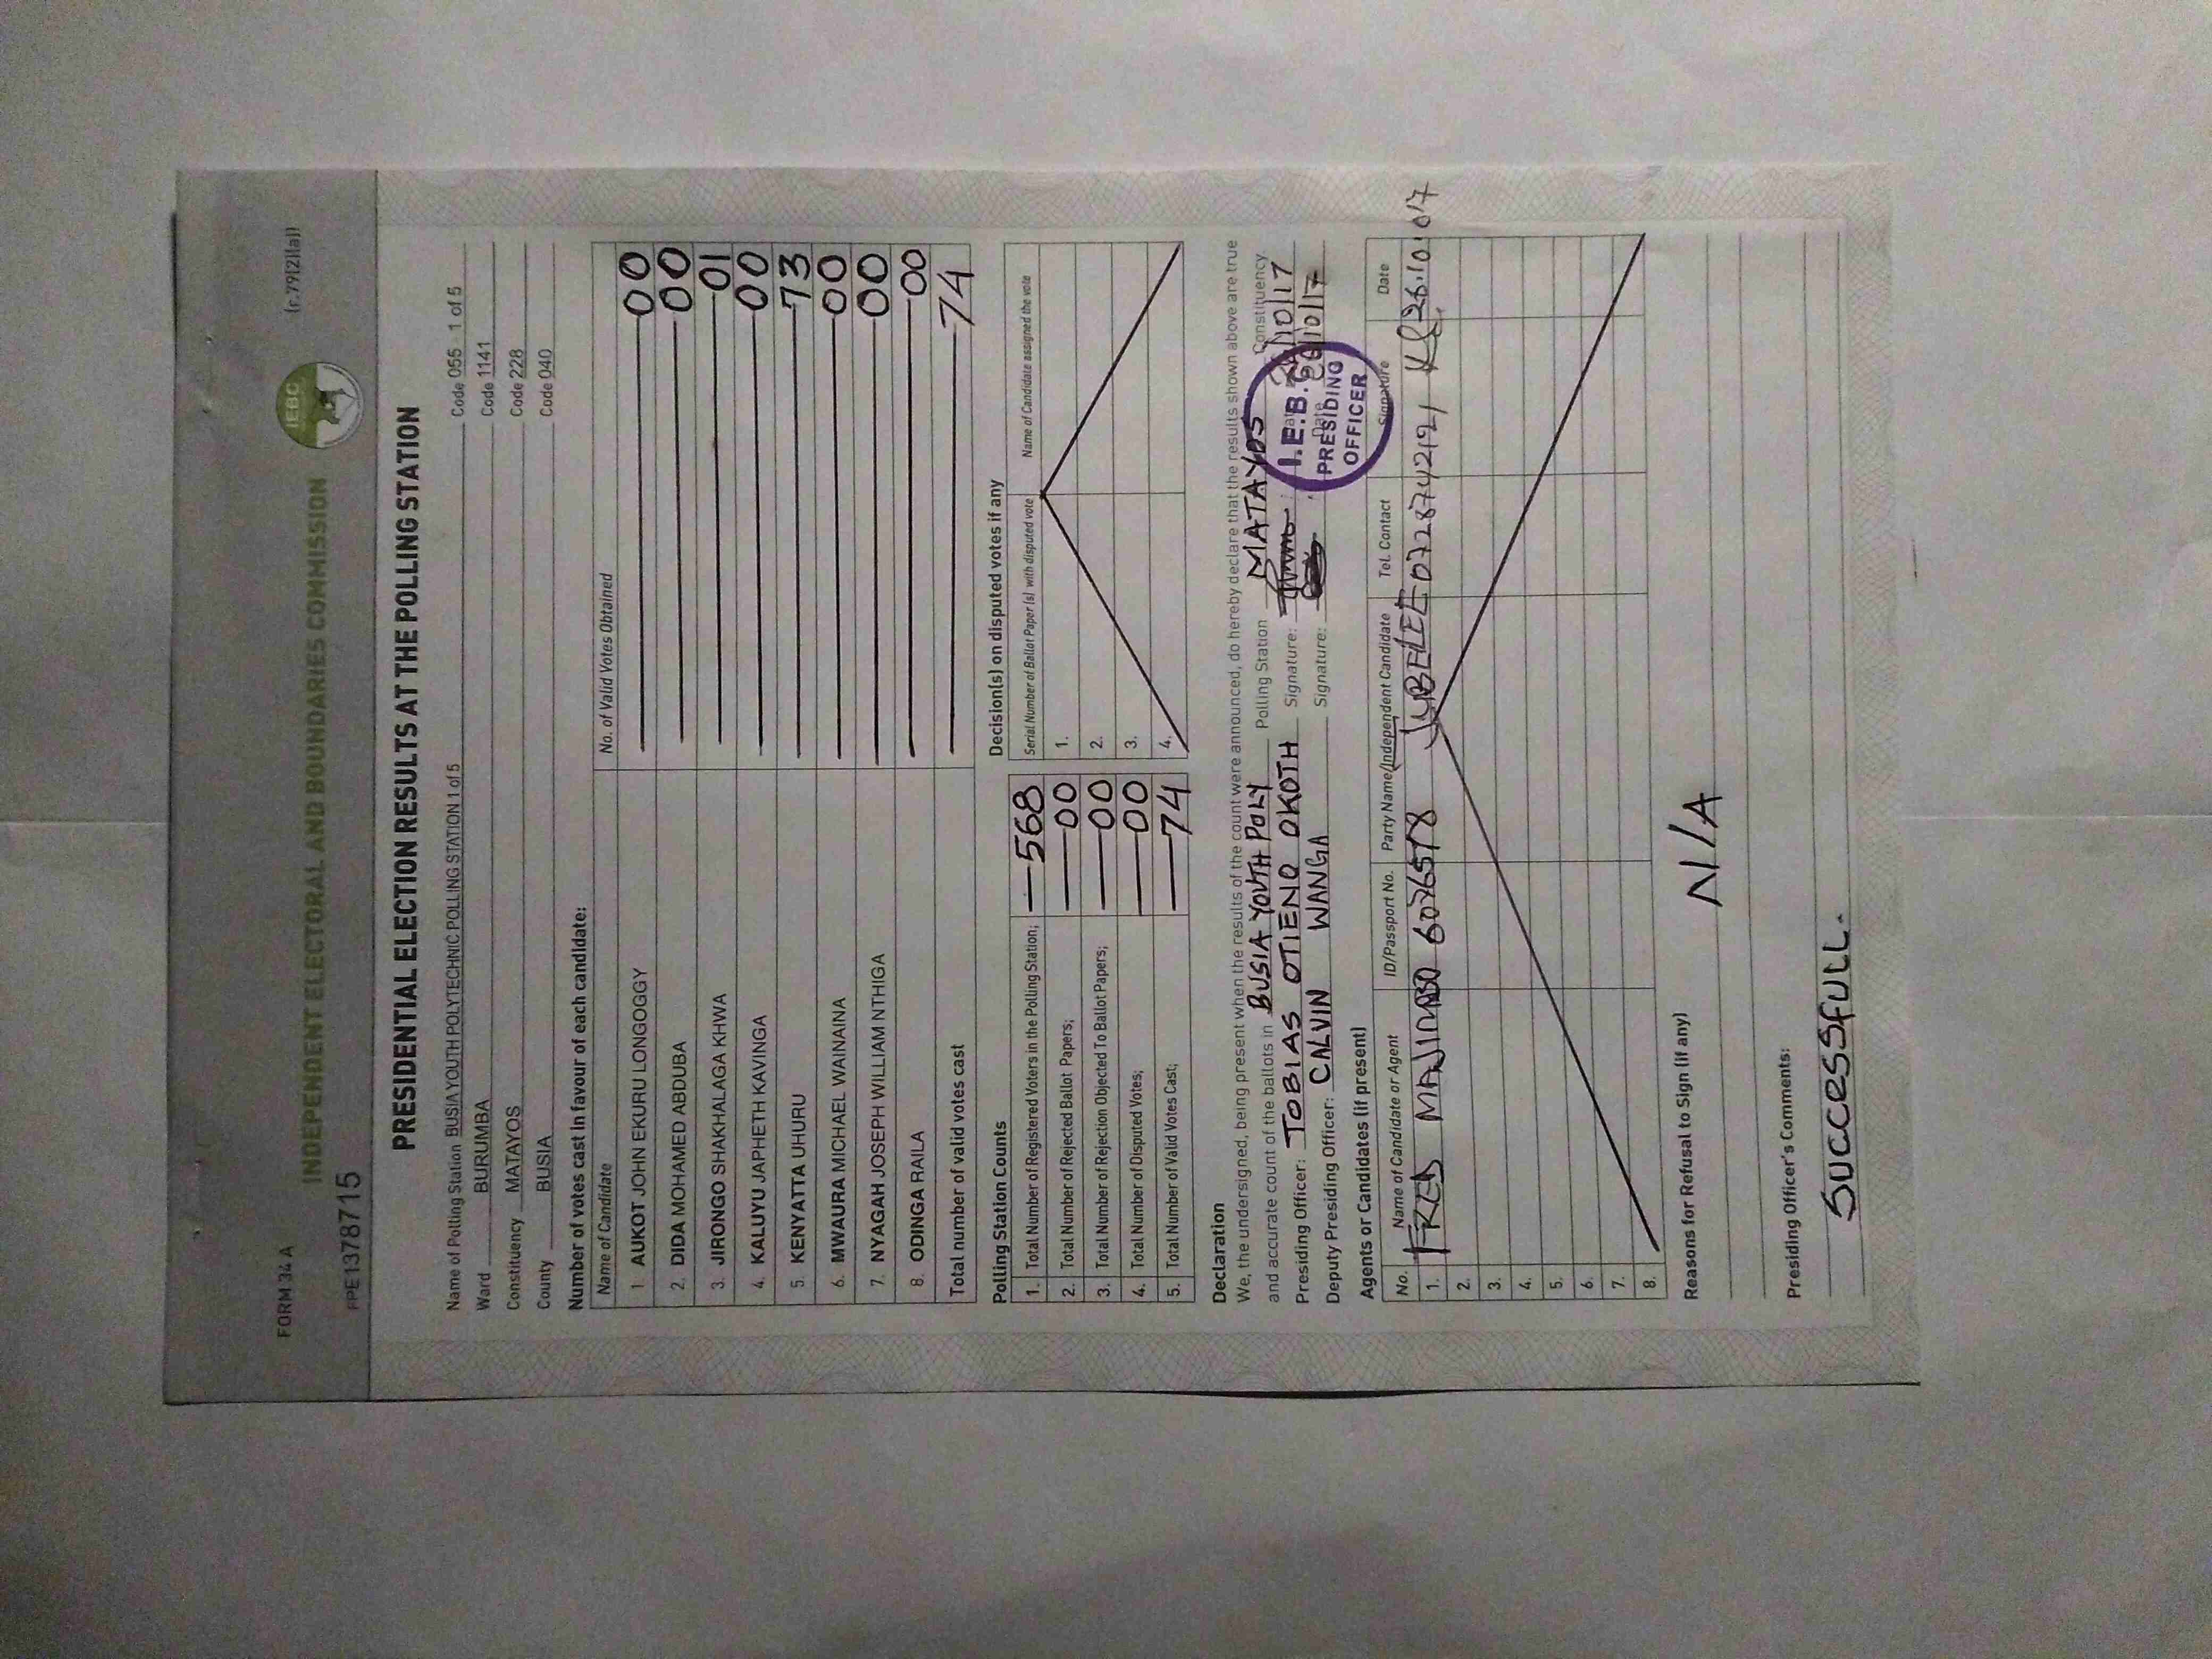 FORM 34 A
(r.79(2)(a))
IEBC
INDEPENDENT ELECTORAL AND BOUNDARIES COMMISSION
PPE1378715
PRESIDENTIAL ELECTION RESULTS AT THE POLLING STATION
Name of Polling Station BUSIA YOUTH POLYTECHNIC POLLING STATION 1 of 5 Code 055 1 of 5
Ward BURUMBA Code 1141
Constituency MATAYOS Code 228
County BUSIA Code 040
Number of votes cast in favour of each candidate:
Name of Candidate No. of Valid Votes Obtained
1 AUKOT JOHN EKURU LONGOGGY 00
2. DIDA MOHAMED ABDUBA 00
3. JIRONGO SHAKHALAGA KHWA 01
4. KALUYU JAPHETH KAVINGA 00
5 KENYATTA UHURU 73
6. MWAURA MICHAEL WAINAINA 00
7. NYAGAH JOSEPH WILLIAM NTHIGA 00
8. ODINGA RAILA 00
Total number of valid votes cast 74
Polling Station Counts
1. Total Number of Registered Voters in the Polling Station; 568
2. Total Number of Rejected Ballot Papers; 00
3. Total Number of Rejection Objected To Ballot Papers; 00
4. Total Number of Disputed Votes; 00
5. Total Number of Valid Votes Cast; 74
Decision(s) on disputed votes if any
Serial Number of Ballot Paper (s) with disputed vote Name of Candidate assigned the vote
1.
2.
3.
4.
Declaration
We, the undersigned, being present when the results of the count were announced, do hereby declare that the results shown above are true
and accurate count of the ballots in BUSIA YOUTH POLY Polling Station MATAYOS Constituency.
Presiding Officer: TOBIAS OTIENO OKOTH Signature: Date
Deputy Presiding Officer: CALVIN WANGA Signature: Date 26/10/17
I.E.B.C
PRESIDING
OFFICER
Agents or Candidates (if present)
No. Name of Candidate or Agent ID/Passport No. Party Name/Independent Candidate Tel. Contact Signature Date
1. FRED JUBELEE 26.10.
2.
3.
4.
5.
6.
7.
8.
Reasons for Refusal to Sign (if any)
N/A
Presiding Officer's Comments:
SUCCESSFULL.